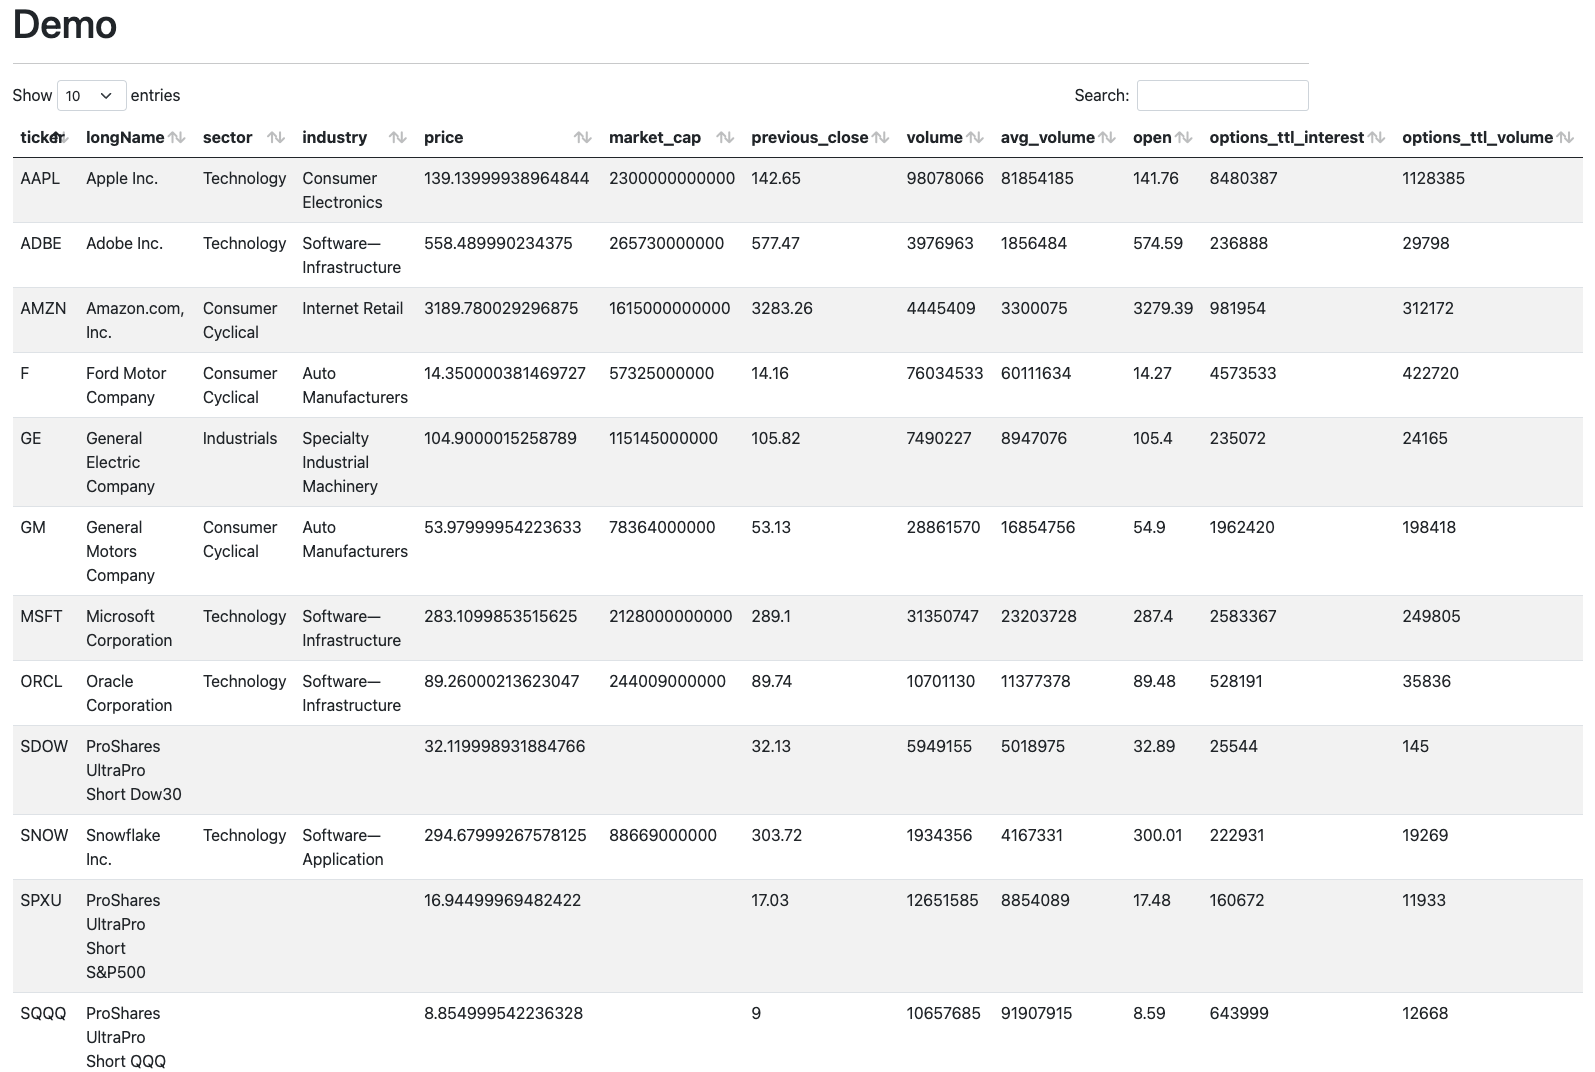 Demo
Show 10 entries
Search:
ticker longName sector industry price market_cap previous_close volume avg_volume open options_ttl_interest options_ttl_volume
AAPL Apple Inc. Technology Consumer 139.13999938964844 2300000000000 142.65 98078066 81854185 141.76 8480387 1128385
Electronics
ADBE Adobe Inc. Technology Software— 558.489990234375 265730000000 577.47 3976963 1856484 574.59 236888 29798
Infrastructure
AMZN Amazon.com, Consumer Internet Retail 3189.780029296875 1615000000000 3283.26 4445409 3300075 3279.39 981954 312172
Inc. Cyclical
F Ford Motor Consumer Auto 14.350000381469727 57325000000 14.16 76034533 60111634 14.27 4573533 422720
Company Cyclical Manufacturers
GE General Industrials Specialty 104.9000015258789 115145000000 105.82 7490227 8947076 105.4 235072 24165
Electric Industrial
Company Machinery
GM General Consumer Auto 53.97999954223633 78364000000 53.13 28861570 16854756 54.9 1962420 198418
Motors Cyclical Manufacturers
Company
MSFT Microsoft Technology Software— 283.1099853515625 2128000000000 289.1 31350747 23203728 287.4 2583367 249805
Corporation Infrastructure
ORCL Oracle Technology Software— 89.26000213623047 244009000000 89.74 10701130 11377378 89.48 528191 35836
Corporation Infrastructure
SDOW ProShares 32.119998931884766 32.13 5949155 5018975 32.89 25544 145
UltraPro
Short Dow30
SNOW Snowflake Technology Software— 294.67999267578125 88669000000 303.72 1934356 4167331 300.01 222931 19269
Inc. Application
SPXU ProShares 16.94499969482422 17.03 12651585 8854089 17.48 160672 11933
UltraPro
Short
S&P500
SQQQ ProShares 8.854999542236328 9 10657685 91907915 8.59 643999 12668
UltraPro
Short QQQ